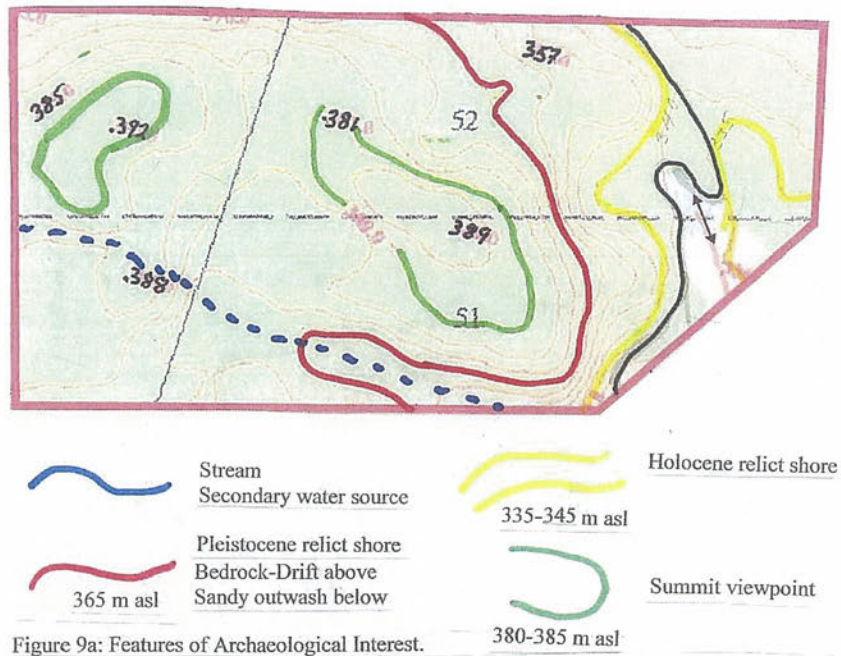 357
385
.392
.381
52
389
.388
51
Stream
Secondary water source
Pleistocene relict shore
Bedrock-Drift above
365 m asl
Sandy outwash below
Holocene relict shore
335-345 m asl
Summit viewpoint
380-385 m asl
Figure 9a: Features of Archaeological Interest.